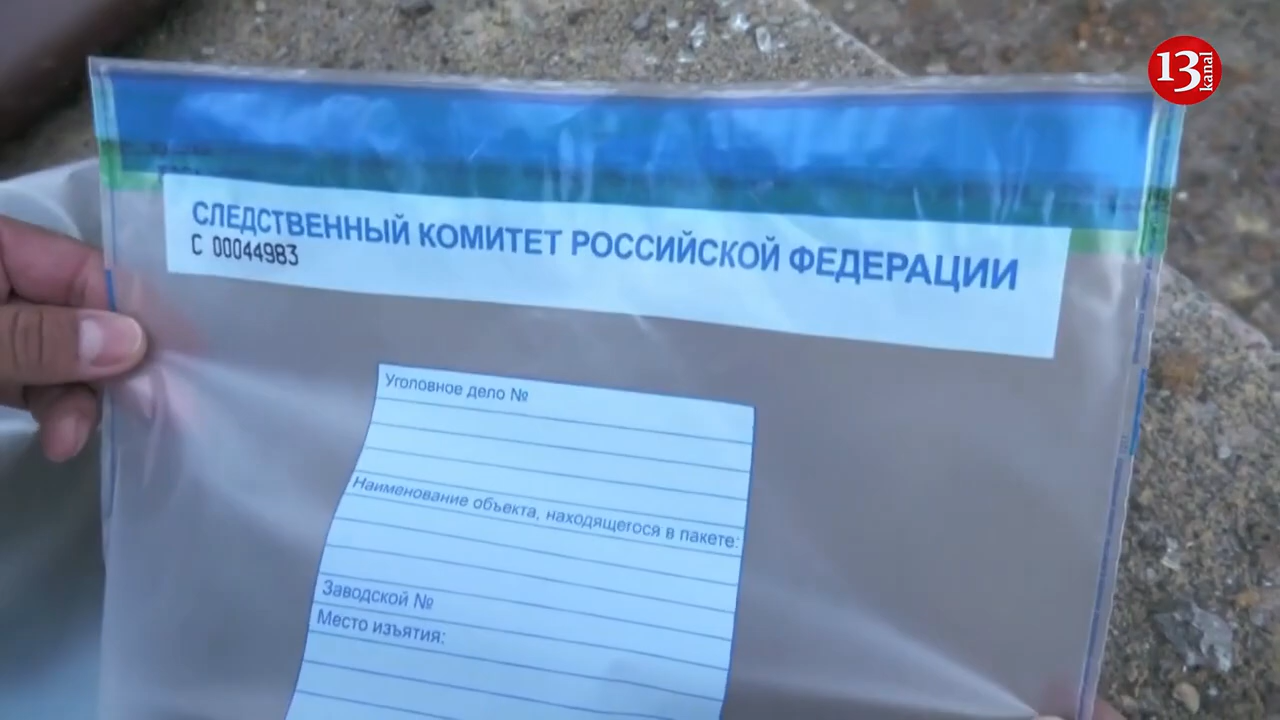 13 kanal
СЛЕДСТВЕННЫЙ КОМИТЕТ РОССИЙСКОЙ ФЕДЕРАЦИИ
С 00044983
Уголовное дело №
Наименование объекта, находящегося в пакете:
Заводской №
Место изъятия: